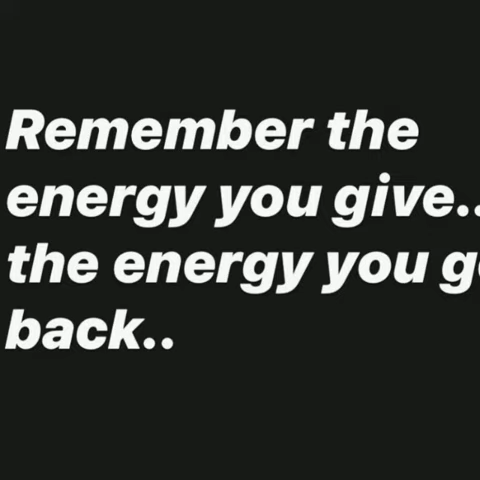 Remember the
energy you give..
the energy you
back..